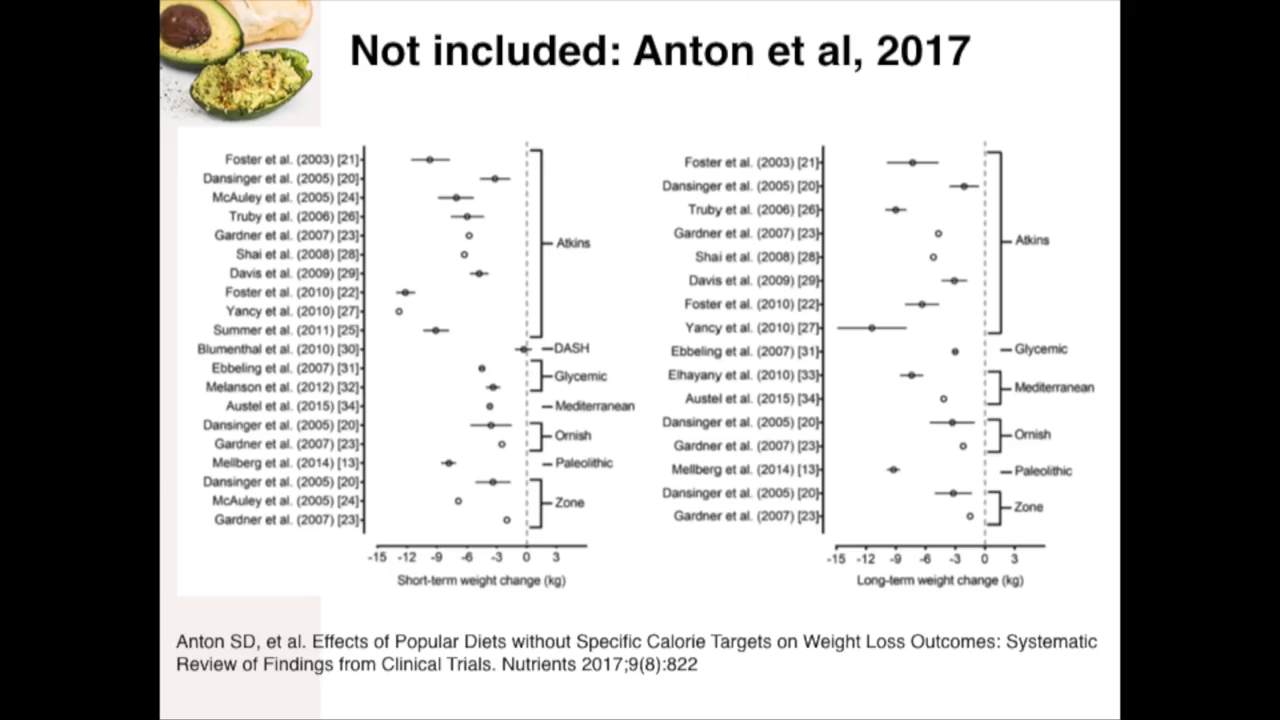 Not included: Anton et al, 2017
Foster et al. (2003) [21]
Dansinger et al. (2005) [20]
McAuley et al. (2005) [24]
Truby et al. (2006) [26]
Gardner et al. (2007) [23]
Shai et al. (2008) [28]
Davis et al. (2009) [29]
Foster et al. (2010) [22]
Yancy et al. (2010) [27]
Summer et al. (2011) [25]
Blumenthal et al. (2010) [30]
Ebbeling et al. (2007) [31]
Melanson et al. (2012) [32]
Austel et al. (2015) [34]
Dansinger et al. (2005) [20]
Gardner et al. (2007) [23]
Mellberg et al. (2014) [13]
Dansinger et al. (2005) [20]
McAuley et al. (2005) [24]
Gardner et al. (2007) [23]
Atkins
DASH
Glycemic
Mediterranean
Ornish
Paleolithic
Zone
-15 -12 -9 -6 -3 0 3
Short-term weight change (kg)
Foster et al. (2003) [21]
Dansinger et al. (2005) [20]
Truby et al. (2006) [26]
Gardner et al. (2007) [23]
Shai et al. (2008) [28]
Davis et al. (2009) [29]
Foster et al. (2010) [22]
Yancy et al. (2010) [27]
Ebbeling et al. (2007) [31]
Elhayany et al. (2010) [33]
Austel et al. (2015) [34]
Dansinger et al. (2005) [20]
Gardner et al. (2007) [23]
Mellberg et al. (2014) [13]
Dansinger et al. (2005) [20]
Gardner et al. (2007) [23]
Atkins
Glycemic
Mediterranean
Ornish
Paleolithic
Zone
-15 -12 -9 -6 -3 0 3
Long-term weight change (kg)
Anton SD, et al. Effects of Popular Diets without Specific Calorie Targets on Weight Loss Outcomes: Systematic
Review of Findings from Clinical Trials. Nutrients 2017;9(8):822